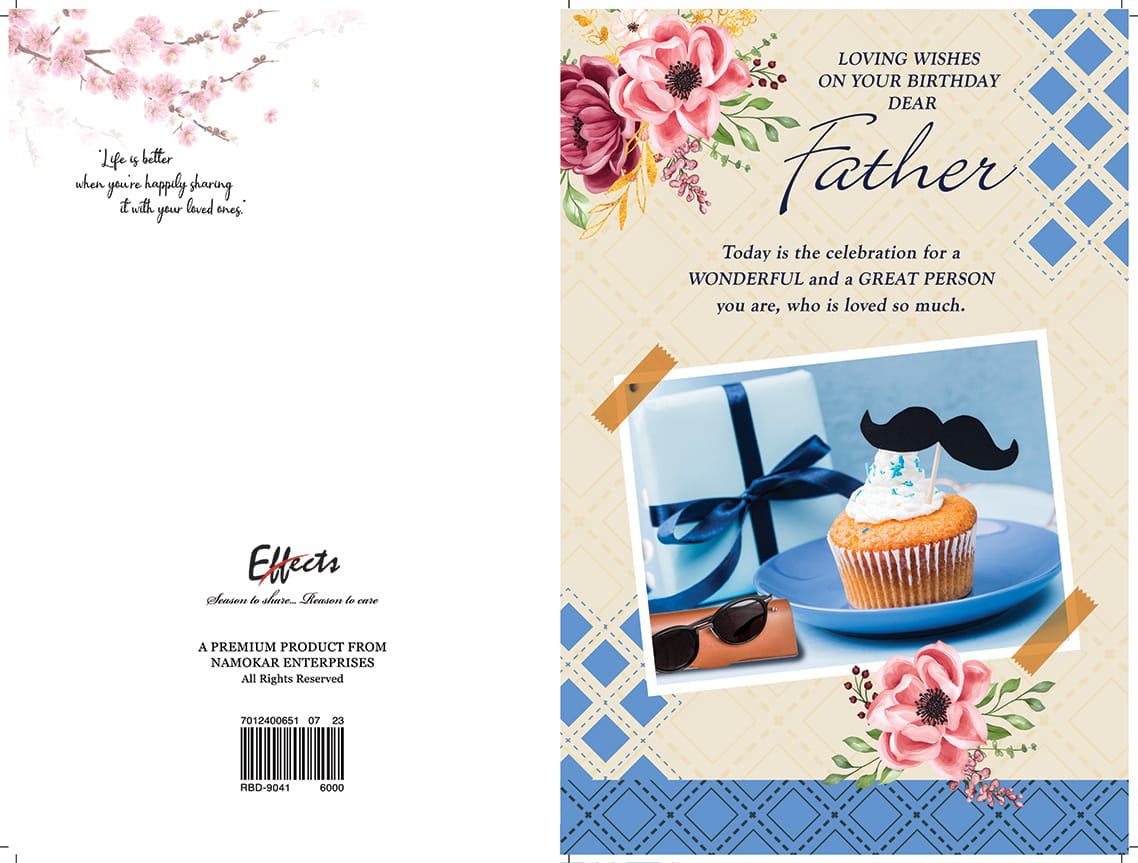 "Life is better
when you're happily sharing
it with your loved ones."
Effects
Season to share... Reason to care
A PREMIUM PRODUCT FROM
NAMOKAR ENTERPRISES
All Rights Reserved
7012400651 07 23
RBD-9041 6000
LOVING WISHES
ON YOUR BIRTHDAY
DEAR
Father
Today is the celebration for a
WONDERFUL and a GREAT PERSON
you are, who is loved so much.